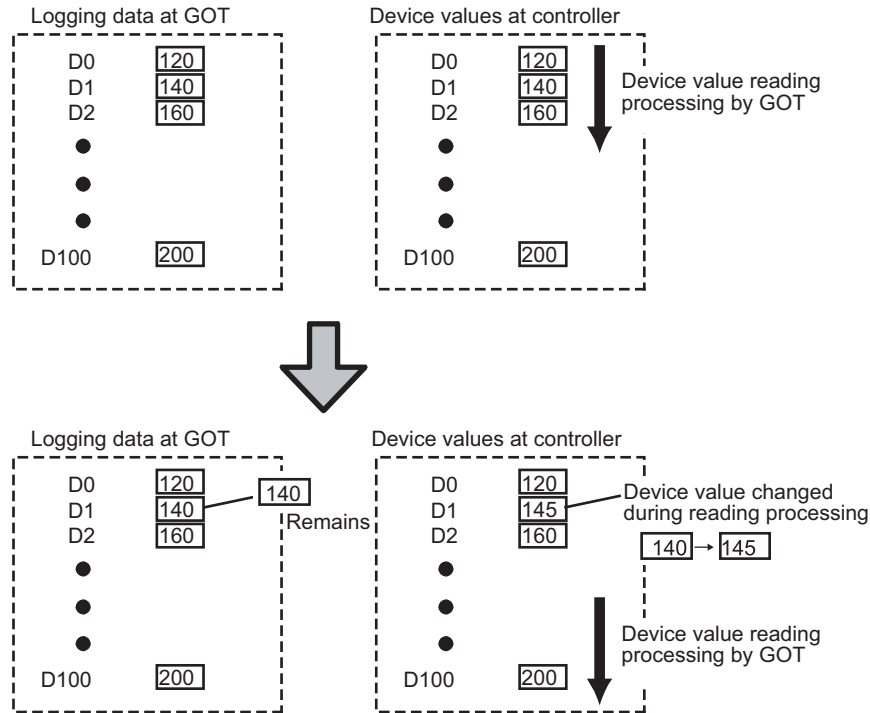 Logging data at GOT
D0 120
D1 140
D2 160
D100 200
Device values at controller
D0 120
D1 140
D2 160
D100 200
Device value reading
processing by GOT
Logging data at GOT
D0 120
D1 140
D2 160
D100 200
140
Remains
Device values at controller
D0 120
D1 145
D2 160
D100 200
Device value changed
during reading processing
140→145
Device value reading
processing by GOT